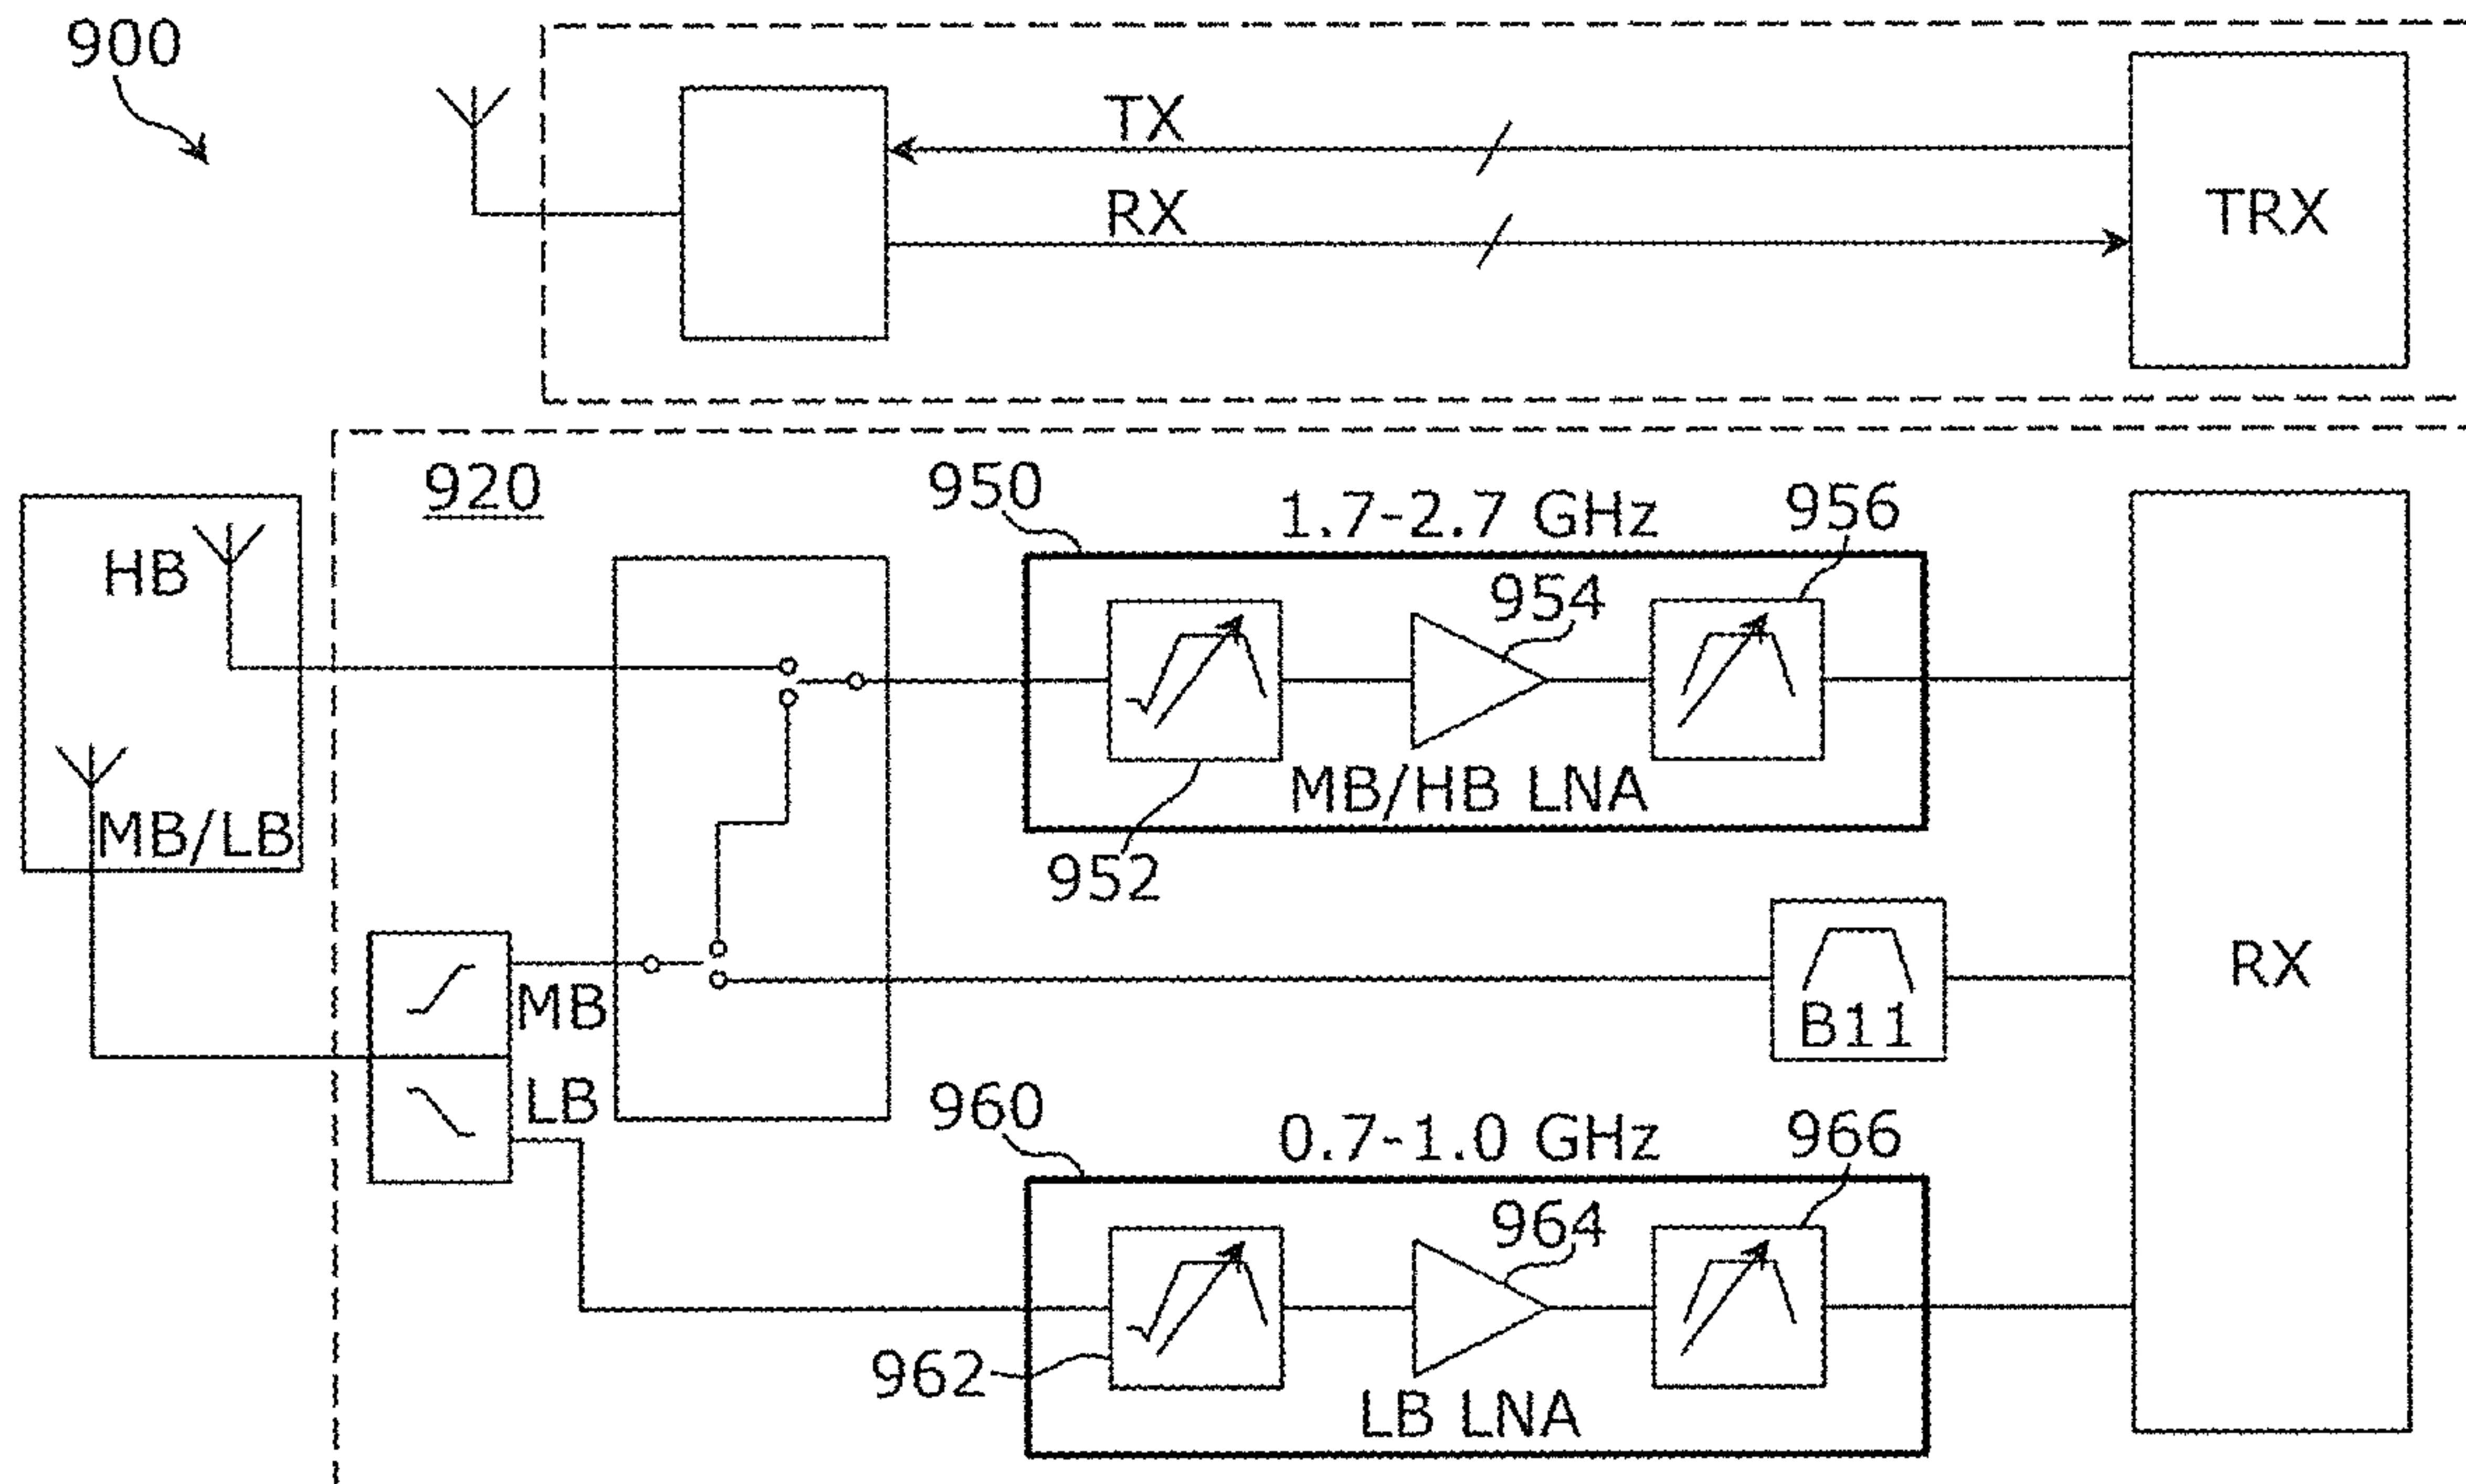 900
TX
RX
TRX
920
950
1.7-2.7 GHz
956
HB
954
MB/LB
MB/HB LNA
952
MB
B11
RX
LB
960
0.7-1.0 GHz
966
964
962
LB LNA